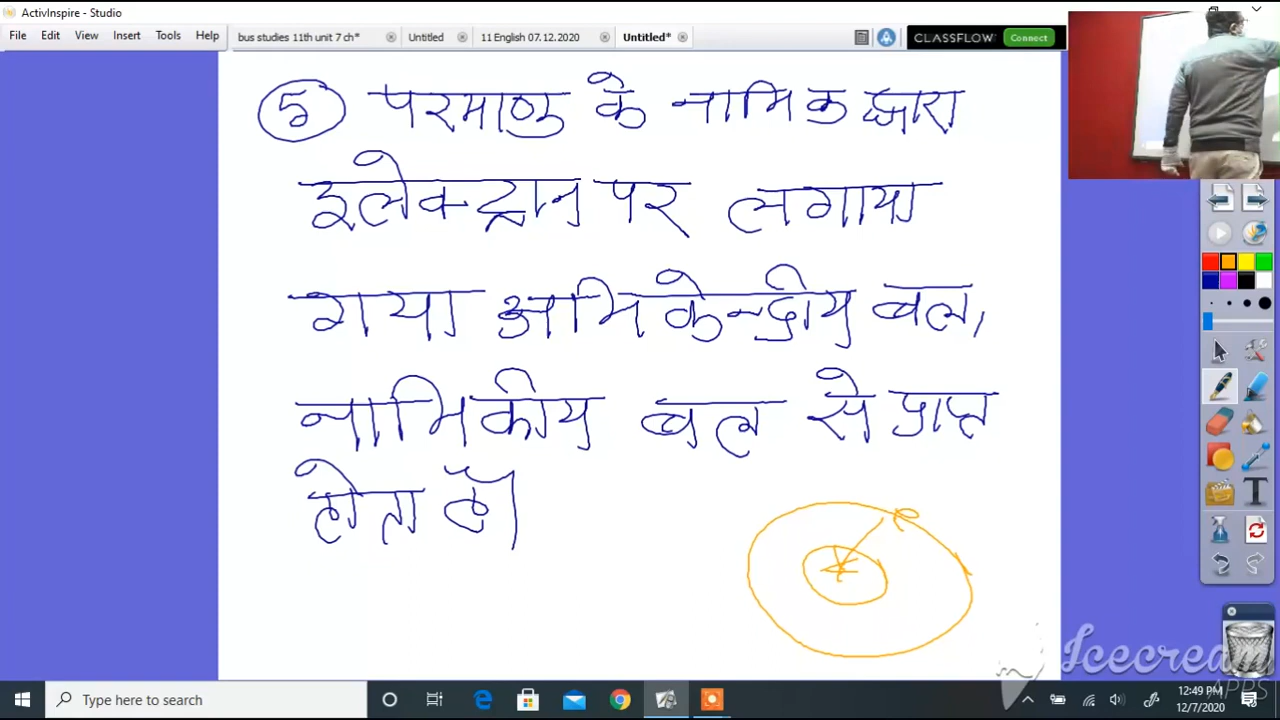 ActivInspire - Studio
File Edit View Insert Tools Help
bus studies 11th unit 7 ch* Untitled 11 English 07.12.2020 Untitled* CLASSFLOW Connect
5 परमाणु के नाभिक द्वारा
इलेक्ट्रान पर लगाया
गया अभिकेन्द्रीय बल,
नाभिकीय बल से प्राप्त
होता है।
e
+
T
Icecream
APPS
Type here to search
12:49 PM
12/7/2020